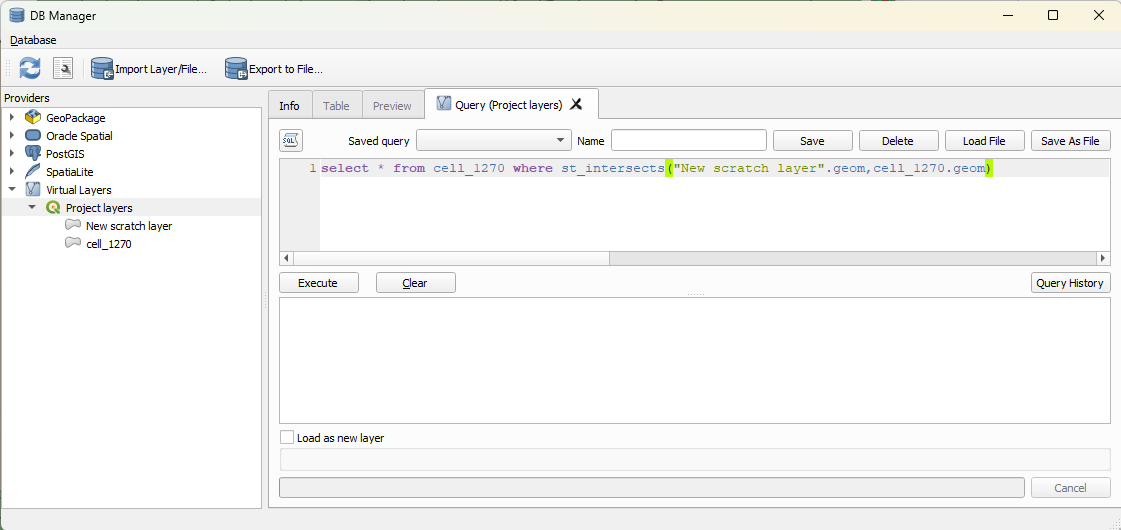 DB Manager
Database
Import Layer/File...
Export to File...
Providers
GeoPackage
Oracle Spatial
PostGIS
SpatiaLite
Virtual Layers
Project layers
New scratch layer
cell_1270
Info Table Preview Query (Project layers)
SQL Saved query Name Save Delete Load File Save As File
1 select * from cell_1270 where st_intersects("New scratch layer".geom,cell_1270.geom)
Execute Clear Query History
Load as new layer
Cancel